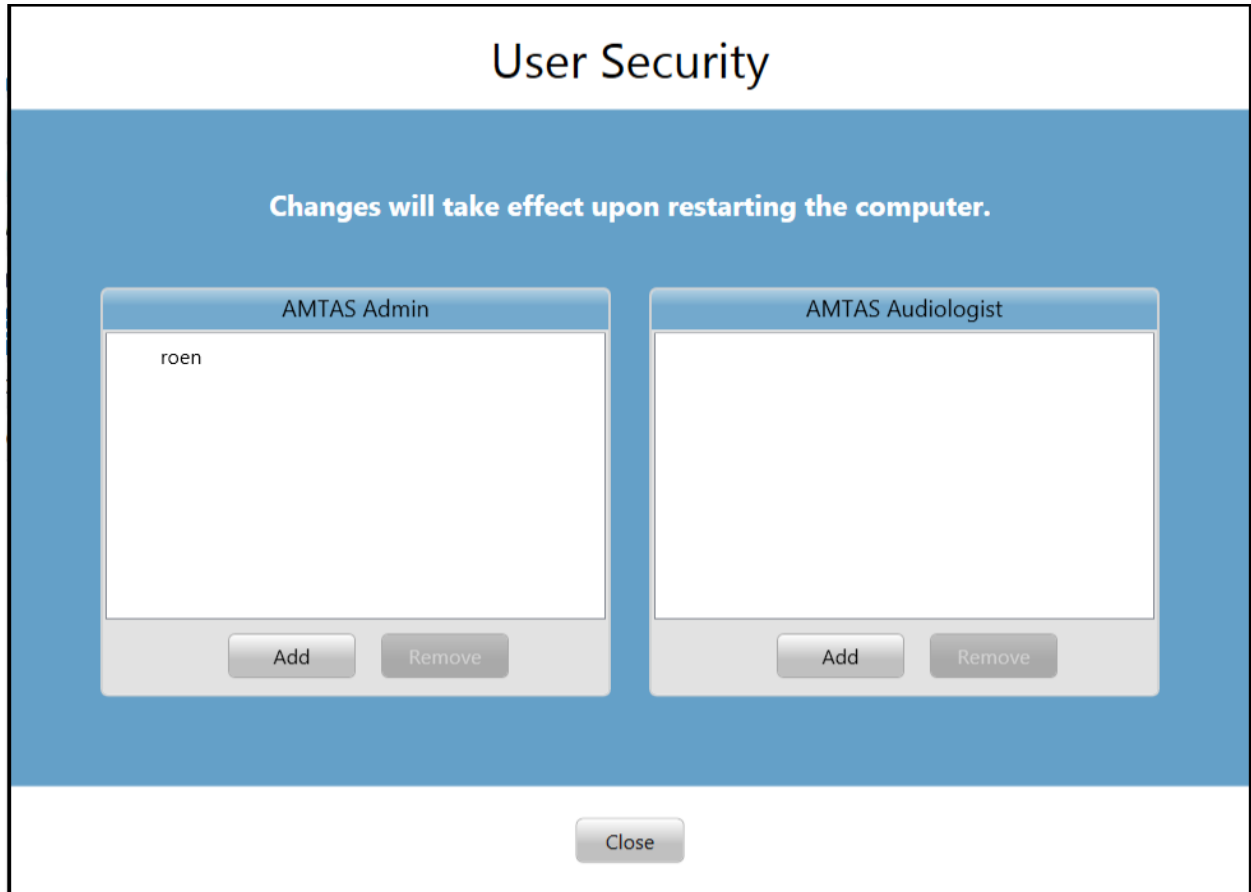 User Security
Changes will take effect upon restarting the computer.
AMTAS Admin
roen
Add Remove
AMTAS Audiologist
Add Remove
Close